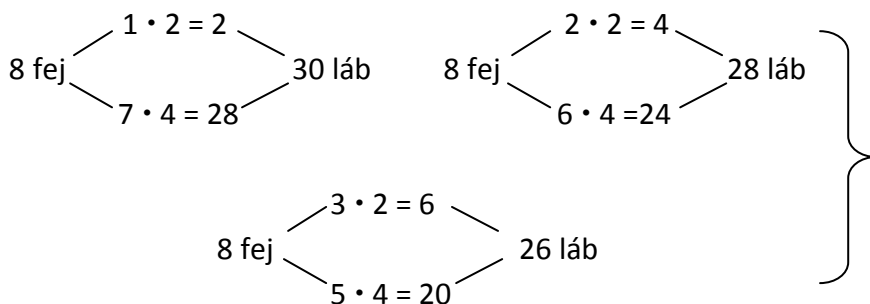 1 • 2 = 2
8 fej 30 láb
7 • 4 = 28
2 • 2 = 4
8 fej 28 láb
6 • 4 =24
3 • 2 = 6
8 fej 26 láb
5 • 4 = 20